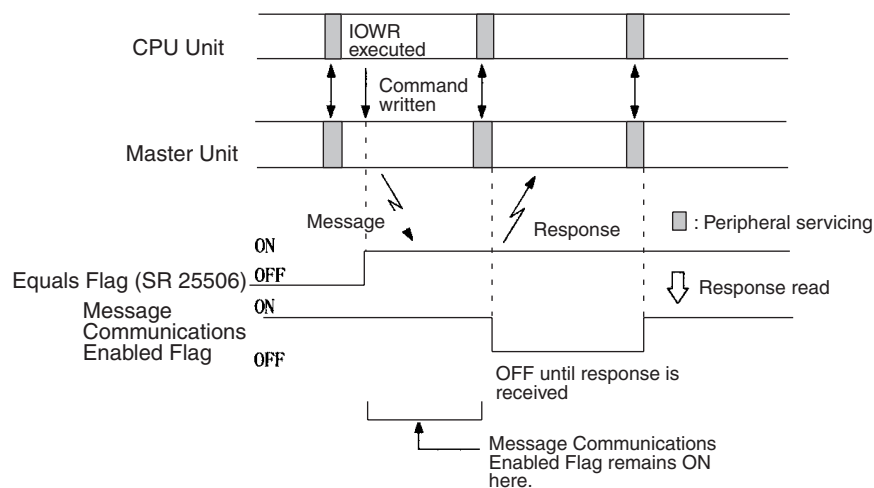 CPU Unit
IOWR
executed
Command
written
Master Unit
Message
Response
: Peripheral servicing
ON
OFF
Equals Flag (SR 25506)
Response read
ON
Message
Communications
Enabled Flag
OFF
OFF until response is
received
Message Communications
Enabled Flag remains ON
here.